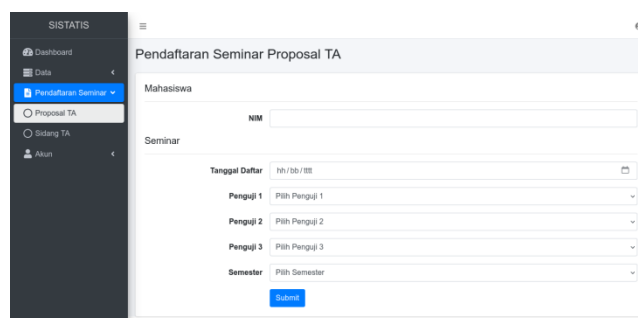 SISTATIS
Dashboard
Data
Pendaftaran Seminar
Proposal TA
Sidang TA
Akun
Pendaftaran Seminar Proposal TA
Mahasiswa
NIM
Seminar
Tanggal Daftar hh/bb/tttt
Penguji 1 Pilih Penguji 1
Penguji 2 Pilih Penguji 2
Penguji 3 Pilih Penguji 3
Semester Pilih Semester
Submit